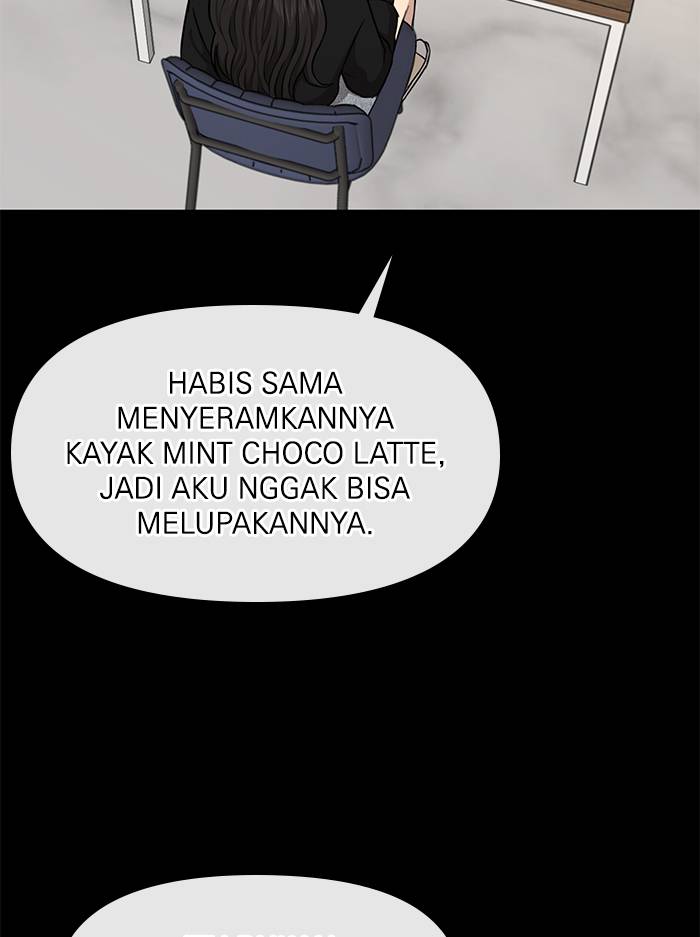 HABIS SAMA
MENYERAMKANNYA
KAYAK MINT CHOCO LATTE,
JADI AKU NGGAK BISA
MELUPAKANNYA.